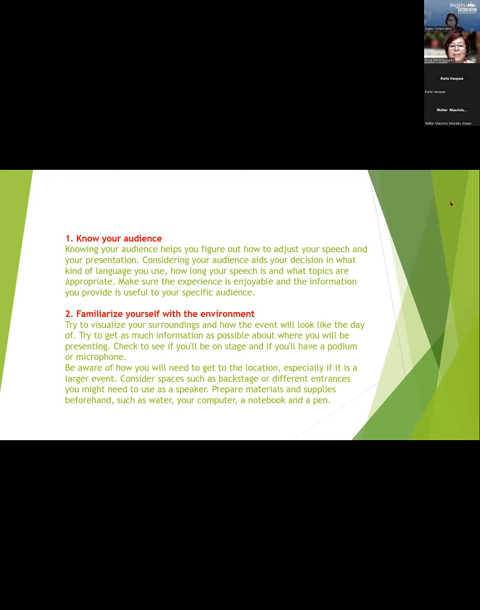 Inglés
Corporativo
Inglés Corporativo
Karla Vasquez
Karla Vasquez
Walter Mauricio...
Walter Mauricio Morales Araujo
1. Know your audience
Knowing your audience helps you figure out how to adjust your speech and
your presentation. Considering your audience aids your decision in what
kind of language you use, how long your speech is and what topics are
appropriate. Make sure the experience is enjoyable and the information
you provide is useful to your specific audience.
2. Familiarize yourself with the environment
Try to visualize your surroundings and how the event will look like the day
of. Try to get as much information as possible about where you will be
presenting. Check to see if you'll be on stage and if you'll have a podium
or microphone.
Be aware of how you will need to get to the location, especially if it is a
larger event. Consider spaces such as backstage or different entrances
you might need to use as a speaker. Prepare materials and supplies
beforehand, such as water, your computer, a notebook and a pen.